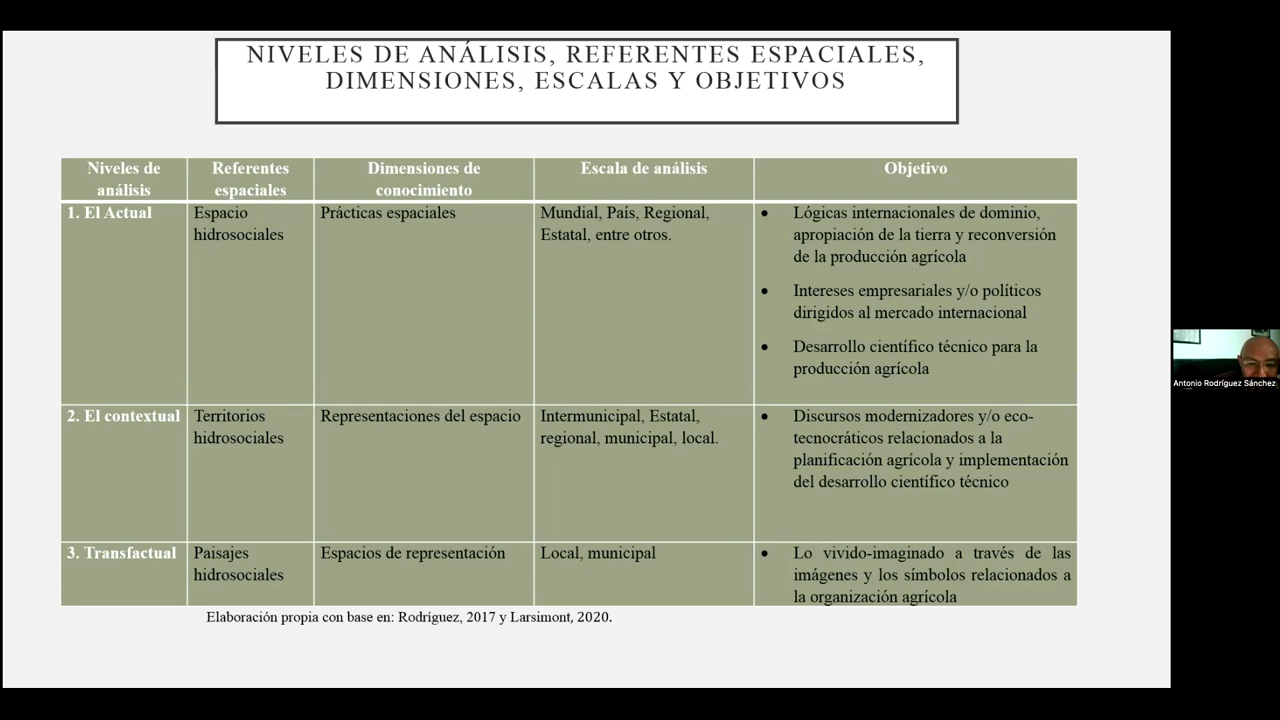 NIVELES DE ANÁLISIS, REFERENTES ESPACIALES,
DIMENSIONES, ESCALAS Y OBJETIVOS
Niveles de
análisis
Referentes
espaciales
Dimensiones de
conocimiento
Escala de análisis
Objetivo
1. El Actual
Espacio
hidrosociales
Prácticas espaciales
Mundial, País, Regional,
Estatal, entre otros.
• Lógicas internacionales de dominio,
apropiación de la tierra y reconversión
de la producción agrícola
• Intereses empresariales y/o políticos
dirigidos al mercado internacional
• Desarrollo científico técnico para la
producción agrícola
2. El contextual
Territorios
hidrosociales
Representaciones del espacio
Intermunicipal, Estatal,
regional, municipal, local.
• Discursos modernizadores y/o eco-
tecnocráticos relacionados a la
planificación agrícola y implementación
del desarrollo científico técnico
3. Transfactual
Paisajes
hidrosociales
Espacios de representación
Local, municipal
• Lo vivido-imaginado a través de las
imágenes y los símbolos relacionados a
la organización agrícola
Elaboración propia con base en: Rodríguez, 2017 y Larsimont, 2020.
Antonio Rodríguez Sánchez